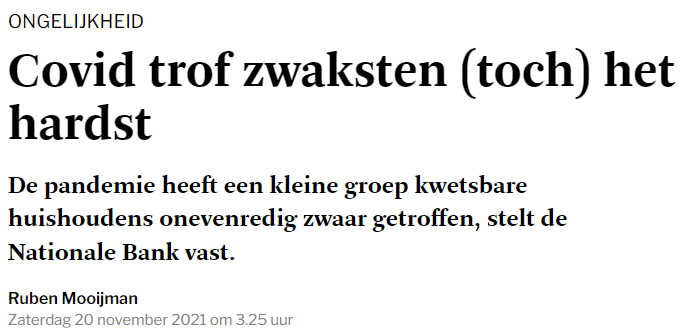 ONGELIJKHEID
Covid trof zwaksten (toch) het
hardst
De pandemie heeft een kleine groep kwetsbare
huishoudens onevenredig zwaar getroffen, stelt de
Nationale Bank vast.
Ruben Mooijman
Zaterdag 20 november 2021 om 3.25 uur